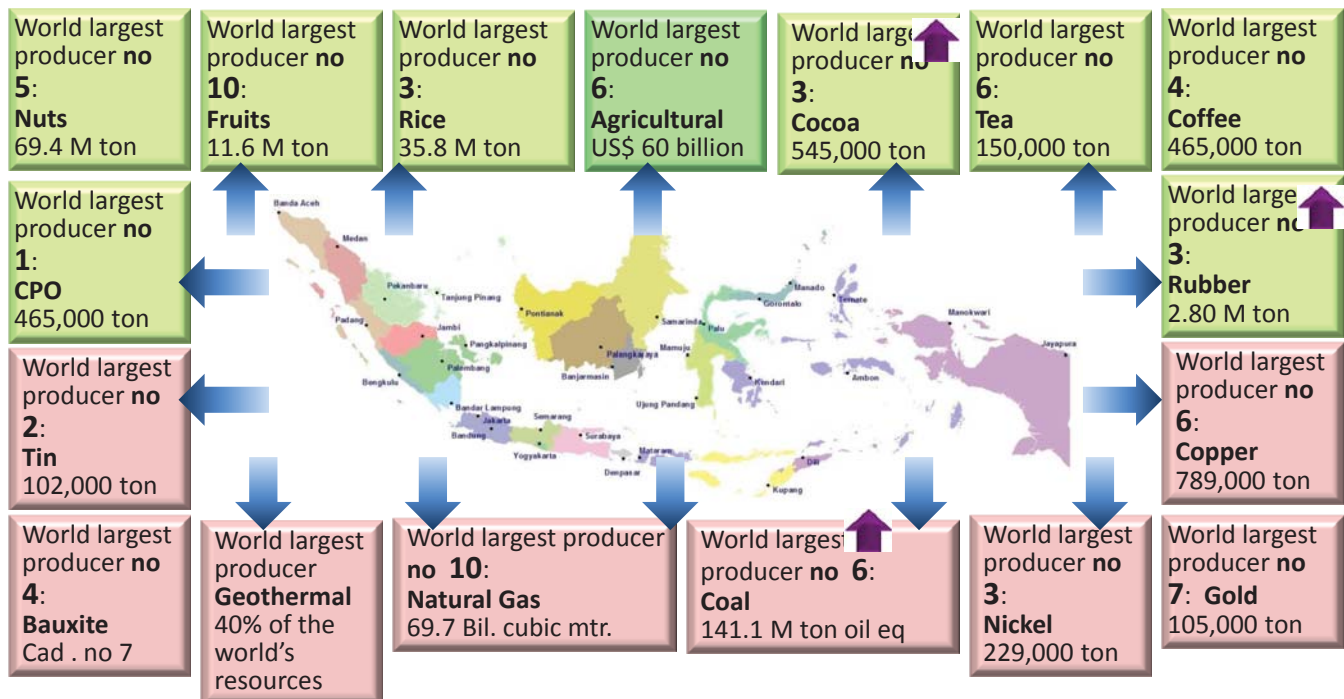 World largest
producer no
5:
Nuts
69.4 M ton
World largest
producer no
10:
Fruits
11.6 M ton
World largest
producer no
3:
Rice
35.8 M ton
World largest
producer no
6:
Agricultural
US$ 60 billion
World largest
producer no
3:
Cocoa
545,000 ton
World largest
producer no
6:
Tea
150,000 ton
World largest
producer no
4:
Coffee
465,000 ton
World largest
producer no
1:
CPO
465,000 ton
World largest
producer no
3:
Rubber
2.80 M ton
Banda Aceh
Medan
Pekanbaru
Tanjung Pinang
Padang
Jambi
Pangkalpinang
Palembang
Bengkulu
Bandar Lampung
Jakarta
Bandung
Semarang
Yogyakarta
Surabaya
Denpasar
Mataram
Pontianak
Samarinda
Palangkaraya
Banjarmasin
Manado
Gorontalo
Ternate
Palu
Mamuju
Kendari
Ujung Pandang
Ambon
Manokwari
Jayapura
Dili
Kupang
World largest
producer no
2:
Tin
102,000 ton
World largest
producer no
6:
Copper
789,000 ton
World largest
producer no
4:
Bauxite
Cad . no 7
World largest
producer
Geothermal
40% of the
world’s
resources
World largest producer
no 10:
Natural Gas
69.7 Bil. cubic mtr.
World largest
producer no 6:
Coal
141.1 M ton oil eq
World largest
producer no
3:
Nickel
229,000 ton
World largest
producer no
7: Gold
105,000 ton